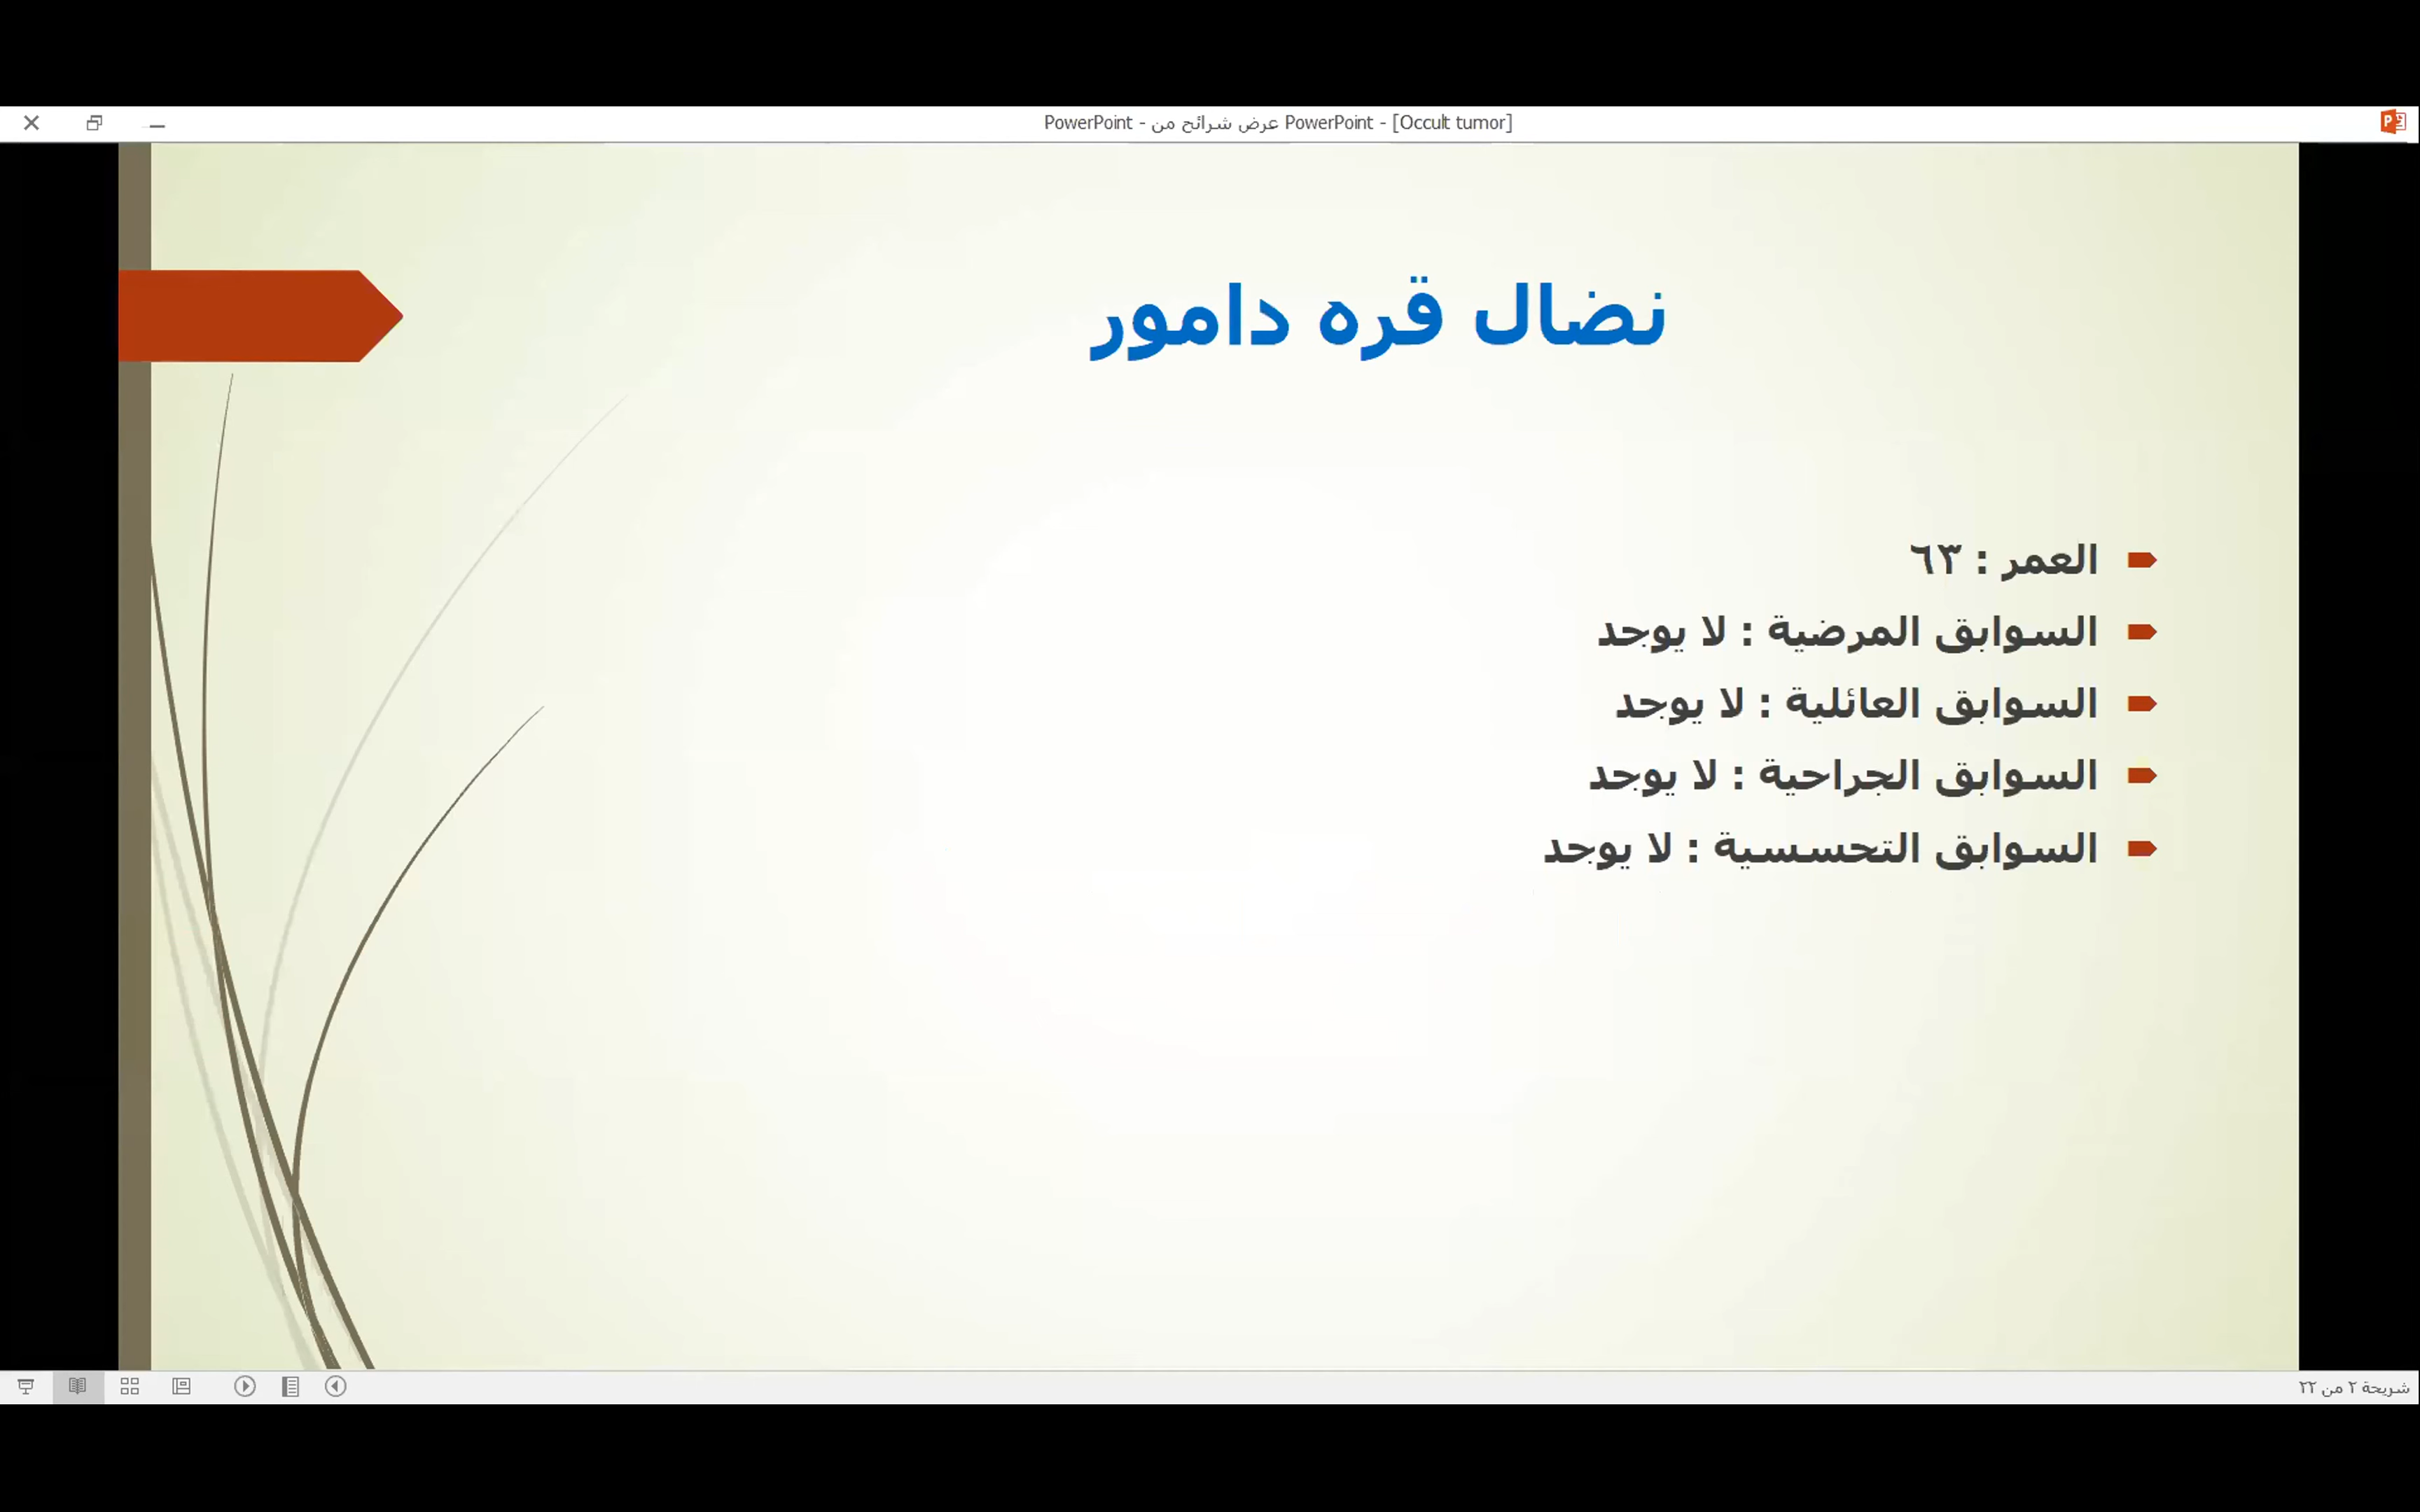 PowerPoint - عرض شرائح من PowerPoint - [Occult tumor]
نضال قره دامور
العمر : ٦٣
السوابق المرضية : لا يوجد
السوابق العائلية : لا يوجد
السوابق الجراحية : لا يوجد
السوابق التحسسية : لا يوجد
شريحة ٢ من ٢٢